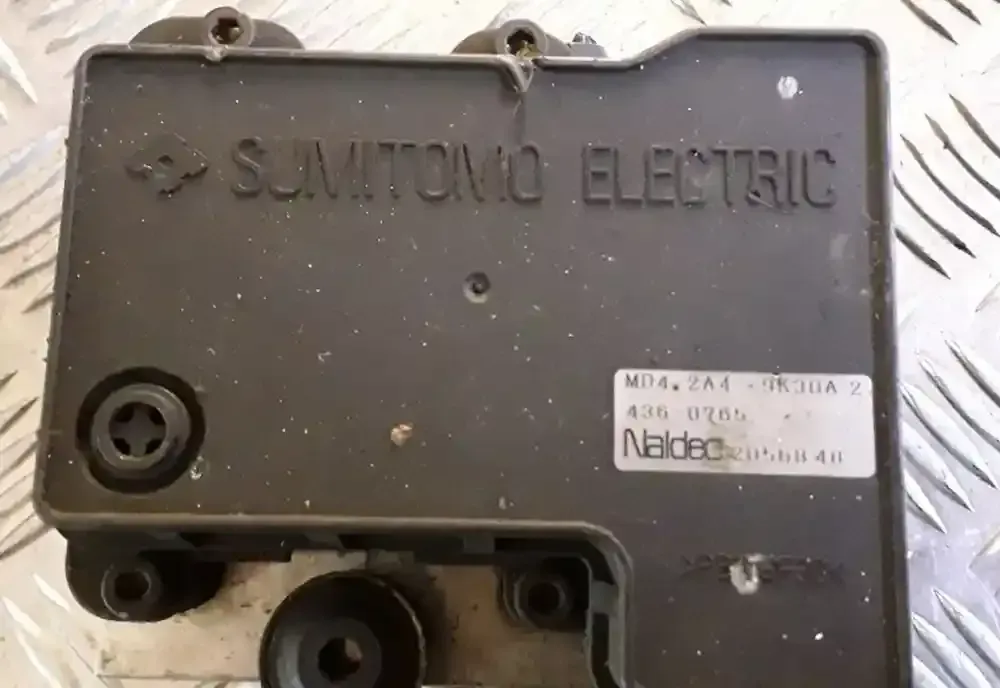 SUMITOMO ELECTRIC
MD4.2A4 -9K30A 2
436 0765
Naldec